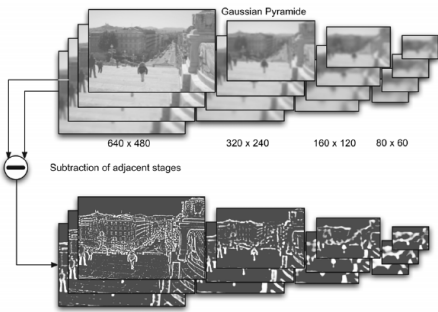 Gaussian Pyramide
640 x 480
320 x 240
160 x 120
80 x 60
Subtraction of adjacent stages